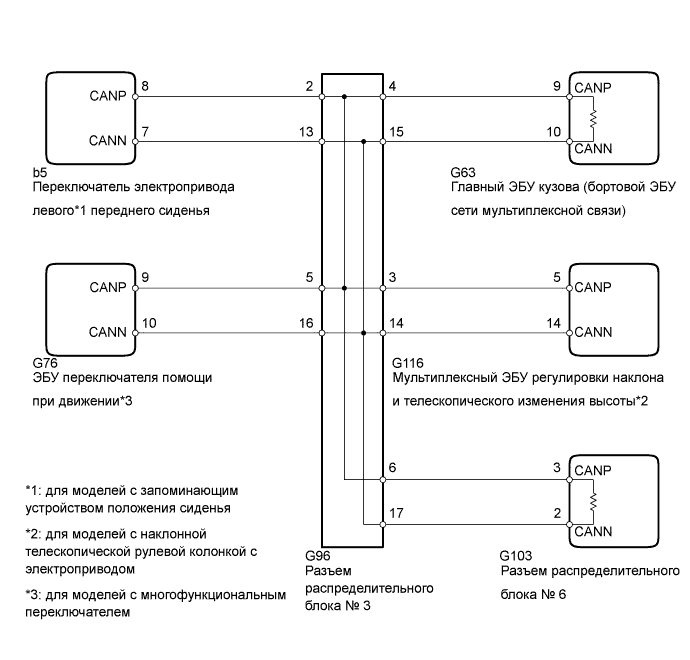 8 2 4 9 CANP
CANP
CANN 7 13 15 10 CANN
b5
Переключатель электропривода
левого*1 переднего сиденья
G63
Главный ЭБУ кузова (бортовой ЭБУ
сети мультиплексной связи)
9 5 3 5
CANP CANP
10 16 14 14
CANN CANN
G76
ЭБУ переключателя помощи
при движении*3
G116
Мультиплексный ЭБУ регулировки наклона
и телескопического изменения высоты*2
6 3 CANP
17 2 CANN
*1: для моделей с запоминающим
устройством положения сиденья
*2: для моделей с наклонной
телескопической рулевой колонкой с
электроприводом
*3: для моделей с многофункциональным
переключателем
G96
Разъем
распределительного
блока № 3
G103
Разъем распределительного
блока № 6